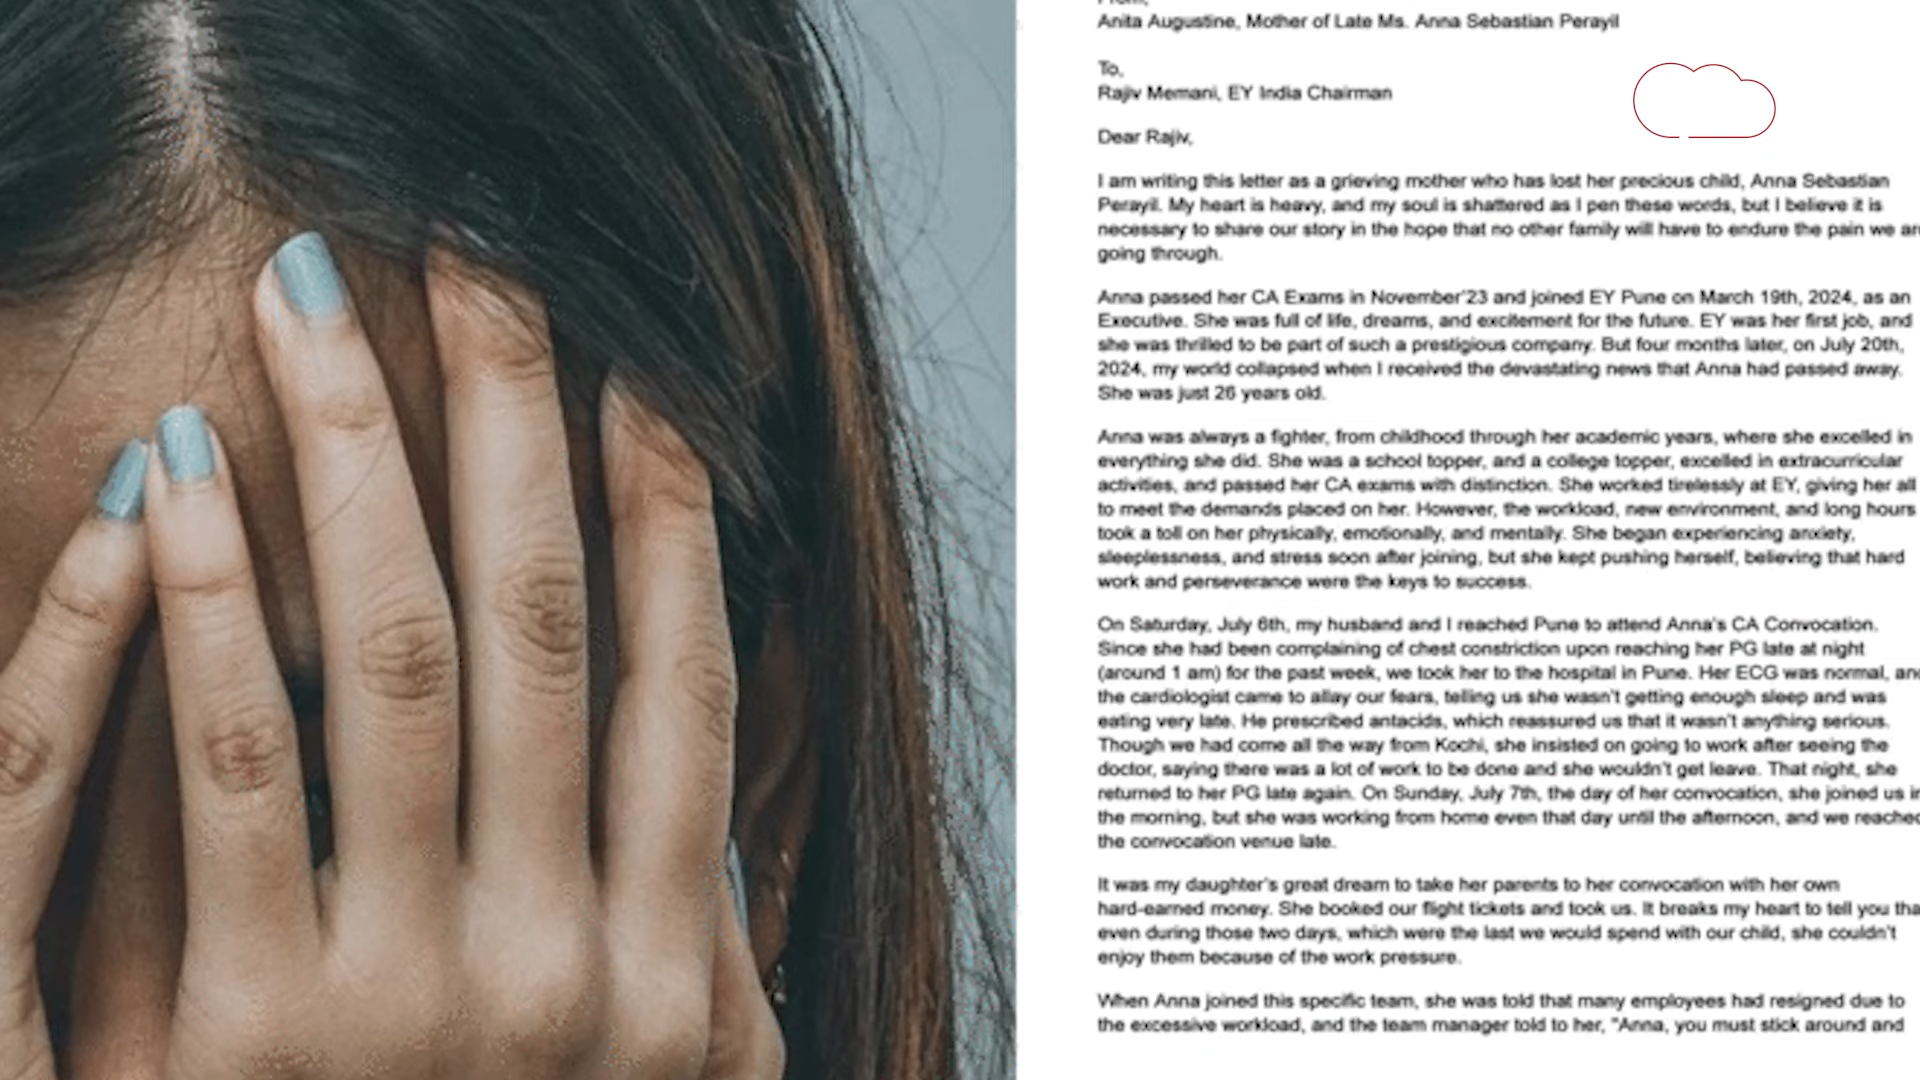 From,
Anita Augustine, Mother of Late Ms. Anna Sebastian Perayil
To,
Rajiv Memani, EY India Chairman
Dear Rajiv,
I am writing this letter as a grieving mother who has lost her precious child, Anna Sebastian
Perayil. My heart is heavy, and my soul is shattered as I pen these words, but I believe it is
necessary to share our story in the hope that no other family will have to endure the pain we are
going through.
Anna passed her CA Exams in November'23 and joined EY Pune on March 19th, 2024, as an
Executive. She was full of life, dreams, and excitement for the future. EY was her first job, and
she was thrilled to be part of such a prestigious company. But four months later, on July 20th,
2024, my world collapsed when I received the devastating news that Anna had passed away.
She was just 26 years old.
Anna was always a fighter, from childhood through her academic years, where she excelled in
everything she did. She was a school topper, and a college topper, excelled in extracurricular
activities, and passed her CA exams with distinction. She worked tirelessly at EY, giving her all
to meet the demands placed on her. However, the workload, new environment, and long hours
took a toll on her physically, emotionally, and mentally. She began experiencing anxiety,
sleeplessness, and stress soon after joining, but she kept pushing herself, believing that hard
work and perseverance were the keys to success.
On Saturday, July 6th, my husband and I reached Pune to attend Anna's CA Convocation.
Since she had been complaining of chest constriction upon reaching her PG late at night
(around 1 am) for the past week, we took her to the hospital in Pune. Her ECG was normal, and
the cardiologist came to allay our fears, telling us she wasn't getting enough sleep and was
eating very late. He prescribed antacids, which reassured us that it wasn't anything serious.
Though we had come all the way from Kochi, she insisted on going to work after seeing the
doctor, saying there was a lot of work to be done and she wouldn't get leave. That night, she
returned to her PG late again. On Sunday, July 7th, the day of her convocation, she joined us in
the morning, but she was working from home even that day until the afternoon, and we reached
the convocation venue late.
It was my daughter's great dream to take her parents to her convocation with her own
hard-earned money. She booked our flight tickets and took us. It breaks my heart to tell you that
even during those two days, which were the last we would spend with our child, she couldn't
enjoy them because of the work pressure.
When Anna joined this specific team, she was told that many employees had resigned due to
the excessive workload, and the team manager told to her, "Anna, you must stick around and